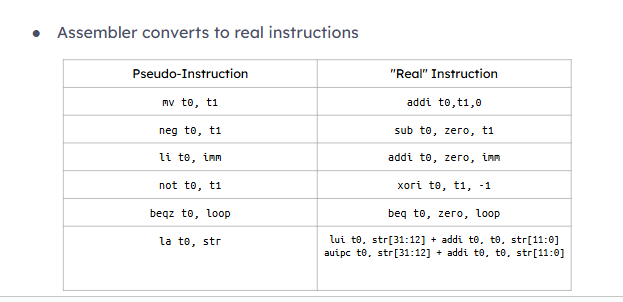 ● Assembler converts to real instructions
Pseudo-Instruction "Real" Instruction
mv t0, t1 addi t0,t1,0
neg t0, t1 sub t0, zero, t1
li t0, imm addi t0, zero, imm
not t0, t1 xori t0, t1, -1
beqz t0, loop beq t0, zero, loop
la t0, str lui t0, str[31:12] + addi t0, t0, str[11:0]
auipc t0, str[31:12] + addi t0, t0, str[11:0]